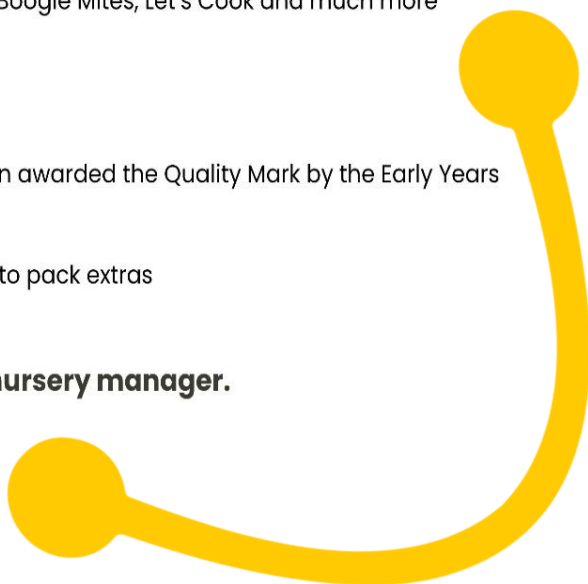 Boogie Mites, Let's Cook and much more
n awarded the Quality Mark by the Early Years
to pack extras
nursery manager.